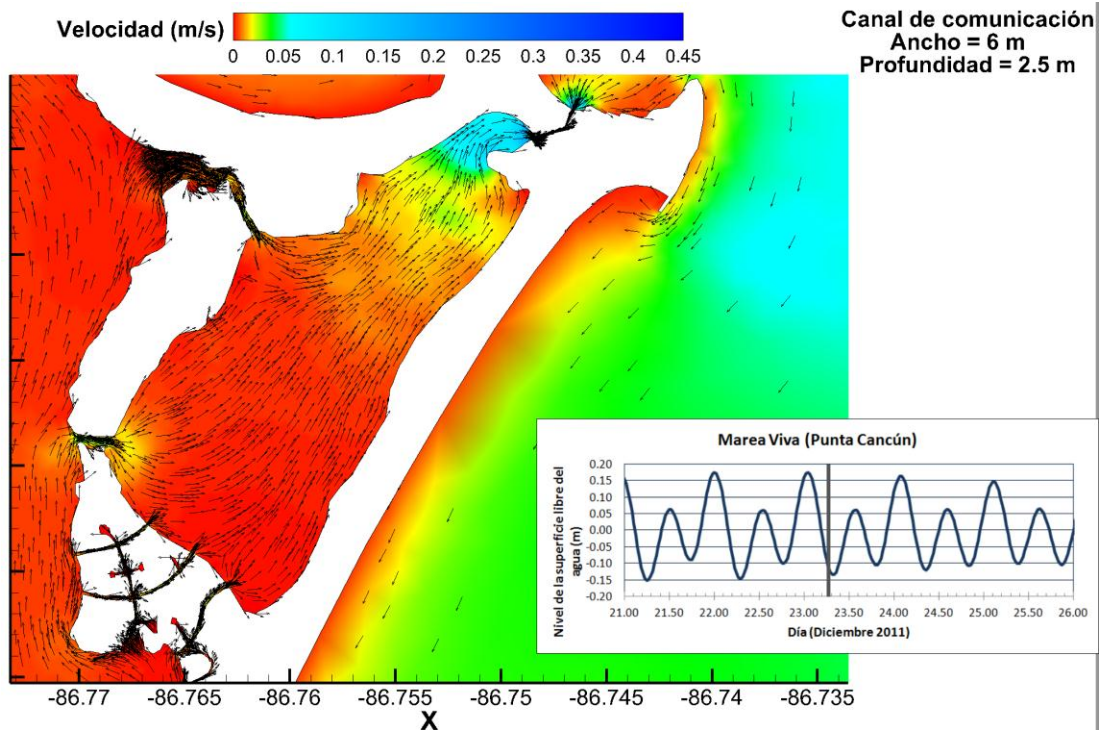 Velocidad (m/s)
0 0.05 0.1 0.15 0.2 0.25 0.3 0.35 0.4 0.45
Canal de comunicación
Ancho = 6 m
Profundidad = 2.5 m
Marea Viva (Punta Cancún)
Nivel de la superficie libre del
agua (m)
0.20
0.15
0.10
0.05
0.00
-0.05
-0.10
-0.15
-0.20
21.00 21.50 22.00 22.50 23.00 23.50 24.00 24.50 25.00 25.50 26.00
Día (Diciembre 2011)
-86.77 -86.765 -86.76 -86.755 -86.75 -86.745 -86.74 -86.735
X